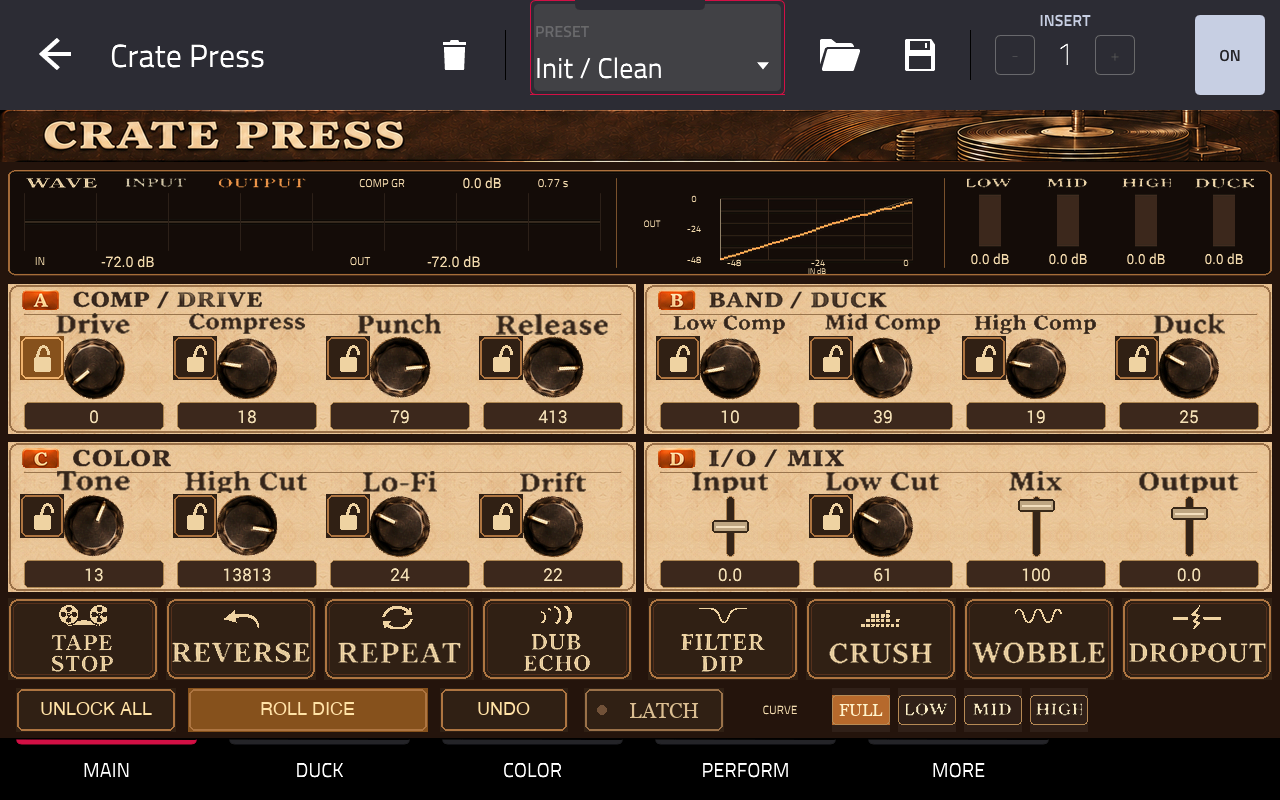 Crate Press
PRESET
Init / Clean
INSERT
- 1 +
ON
CRATE PRESS
WAVE INPUT OUTPUT COMP GR 0.0 dB 0.77 s
IN -72.0 dB OUT -72.0 dB
OUT
0
-24
-48
-48 -24 0
IN dB
LOW MID HIGH DUCK
0.0 dB 0.0 dB 0.0 dB 0.0 dB
A COMP / DRIVE
Drive Compress Punch Release
0 18 79 413
B BAND / DUCK
Low Comp Mid Comp High Comp Duck
10 39 19 25
C COLOR
Tone High Cut Lo-Fi Drift
13 13813 24 22
D I/O / MIX
Input Low Cut Mix Output
0.0 61 100 0.0
TAPE STOP
REVERSE
REPEAT
DUB ECHO
FILTER DIP
CRUSH
WOBBLE
DROPOUT
UNLOCK ALL ROLL DICE UNDO LATCH CURVE FULL LOW MID HIGH
MAIN DUCK COLOR PERFORM MORE